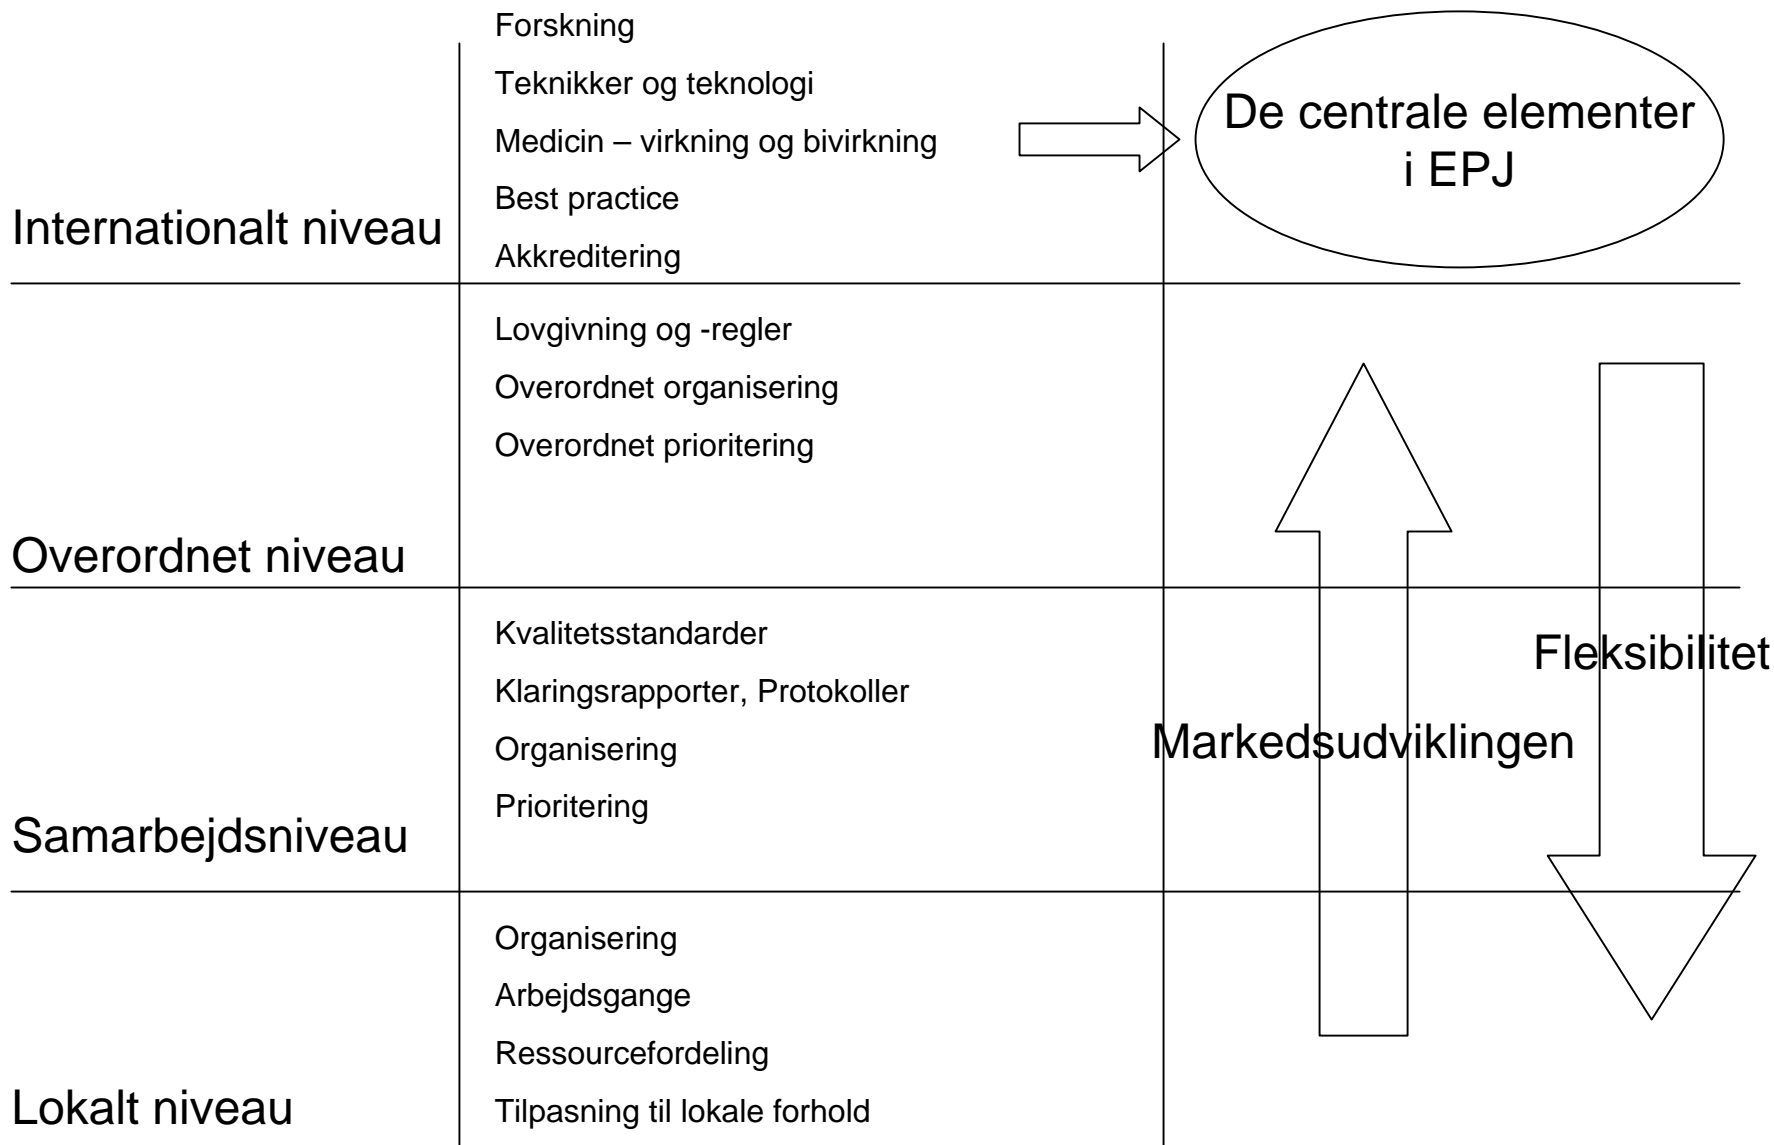 Forskning
Teknikker og teknologi
Medicin – virkning og bivirkning
Best practice
Akkreditering
Internationalt niveau
De centrale elementer
i EPJ
Lovgivning og -regler
Overordnet organisering
Overordnet prioritering
Overordnet niveau
Kvalitetsstandarder
Klaringsrapporter, Protokoller
Organisering
Prioritering
Samarbejdsniveau
Fleksibilitet
Markedsudviklingen
Organisering
Arbejdsgange
Ressourcefordeling
Tilpasning til lokale forhold
Lokalt niveau